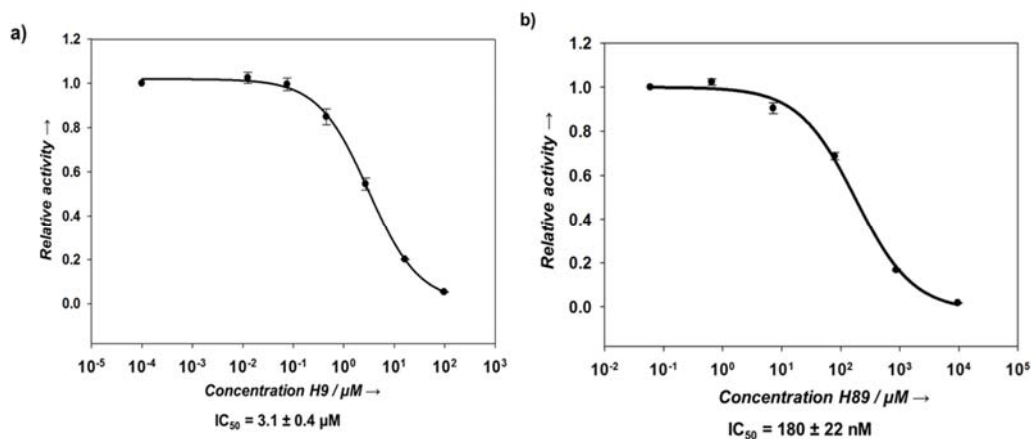 a)
1.2
1.0
0.8
0.6
0.4
0.2
0.0
Relative activity →
10⁻⁵ 10⁻⁴ 10⁻³ 10⁻² 10⁻¹ 10⁰ 10¹ 10² 10³
Concentration H9 / µM →
IC₅₀ = 3.1 ± 0.4 µM
b)
1.2
1.0
0.8
0.6
0.4
0.2
0.0
Relative activity →
10⁻² 10⁻¹ 10⁰ 10¹ 10² 10³ 10⁴ 10⁵
Concentration H89 / µM →
IC₅₀ = 180 ± 22 nM